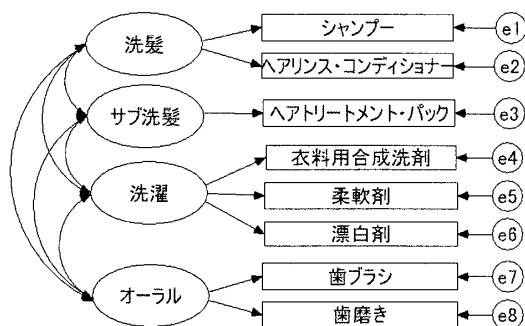 洗髪
シャンプー
e1
ヘアリンス・コンディショナー
e2
サブ洗髪
ヘアトリートメント・パック
e3
洗濯
衣料用合成洗剤
e4
柔軟剤
e5
漂白剤
e6
オーラル
歯ブラシ
e7
歯磨き
e8